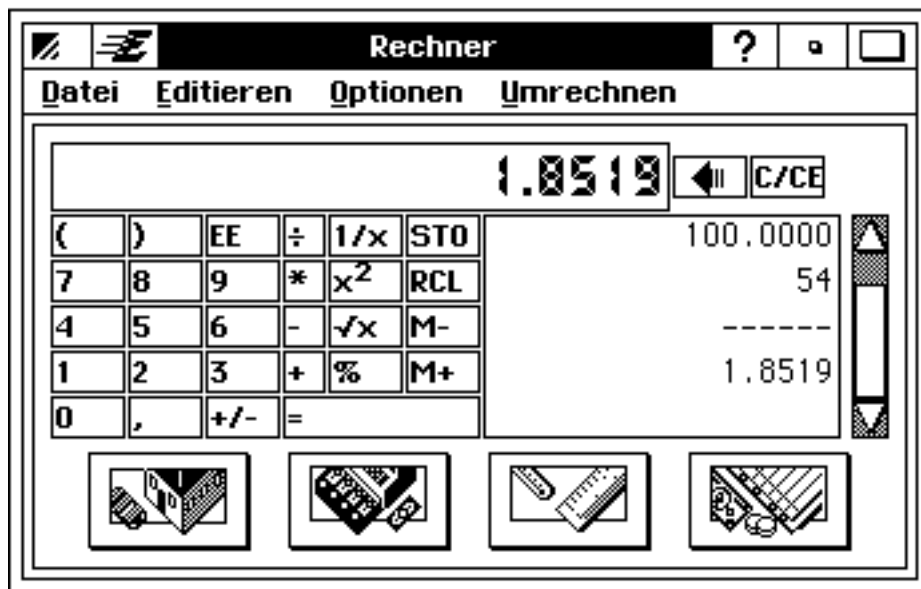 Rechner ?
Datei Editieren Optionen Umrechnen
1.8519 C/CE
( ) EE ÷ 1/x STO
7 8 9 * x² RCL
4 5 6 - √x M-
1 2 3 + % M+
0 , +/- =
100.0000
54
------
1.8519